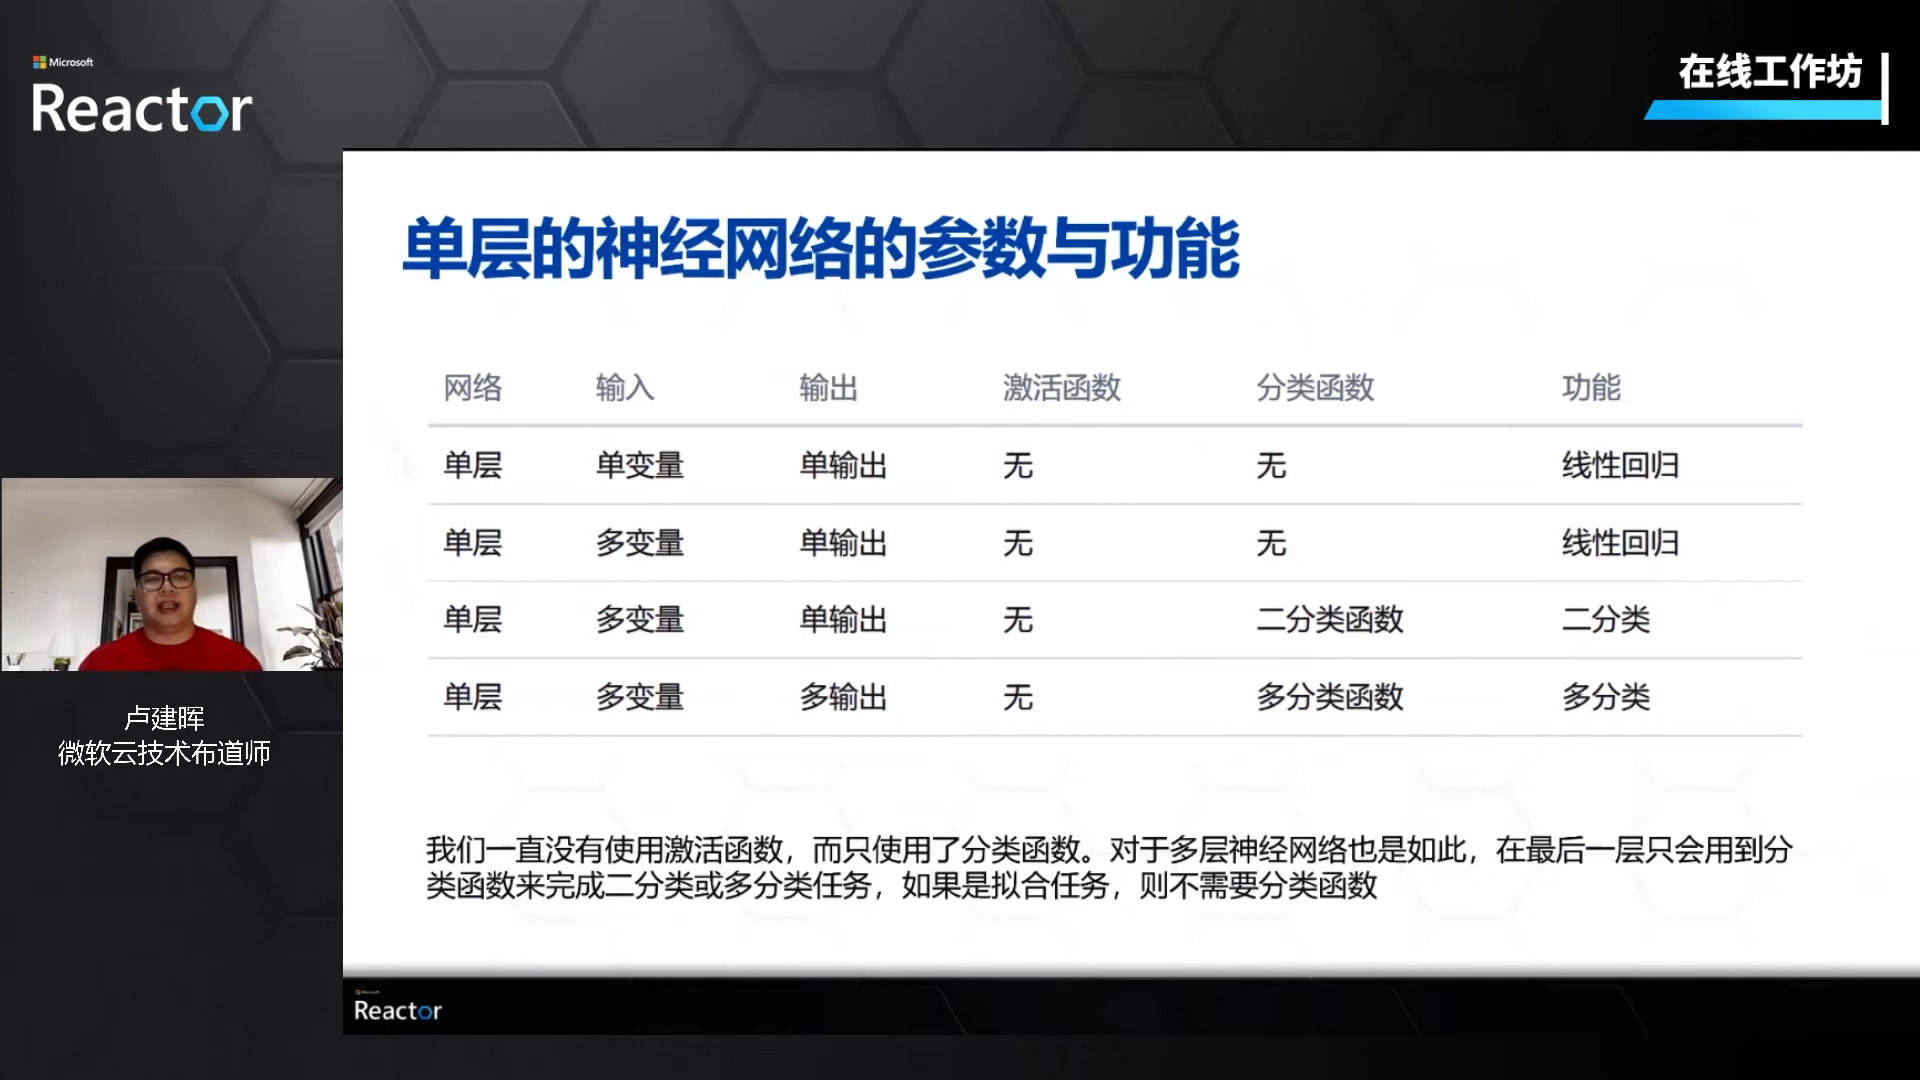 Microsoft
Reactor
在线工作坊
单层的神经网络的参数与功能
网络 输入 输出 激活函数 分类函数 功能
单层 单变量 单输出 无 无 线性回归
单层 多变量 单输出 无 无 线性回归
单层 多变量 单输出 无 二分类函数 二分类
单层 多变量 多输出 无 多分类函数 多分类
我们一直没有使用激活函数，而只使用了分类函数。对于多层神经网络也是如此，在最后一层只会用到分
类函数来完成二分类或多分类任务，如果是拟合任务，则不需要分类函数
卢建晖
微软云技术布道师
Microsoft
Reactor